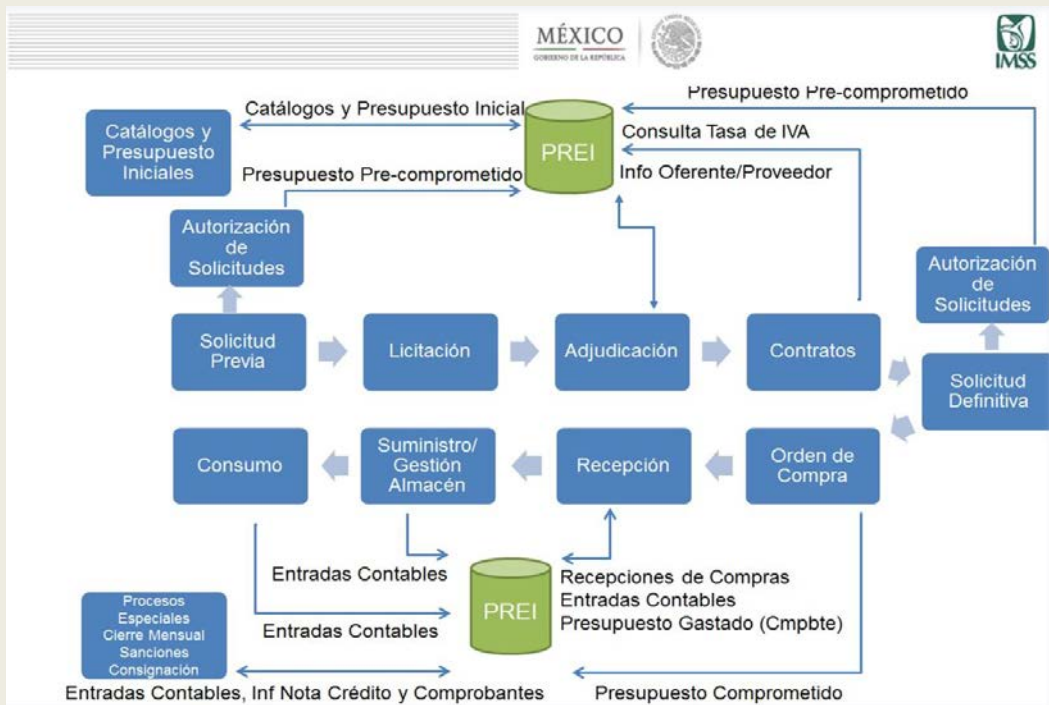 MÉXICO
GOBIERNO DE LA REPÚBLICA
IMSS
Presupuesto Pre-comprometido
Catálogos y Presupuesto Inicial
Catálogos y
Presupuesto
Iniciales
PREI
Consulta Tasa de IVA
Presupuesto Pre-comprometido
Info Oferente/Proveedor
Autorización
de
Solicitudes
Autorización
de
Solicitudes
Solicitud
Previa
Licitación
Adjudicación
Contratos
Solicitud
Definitiva
Consumo
Suministro/
Gestión
Almacén
Recepción
Orden de
Compra
Entradas Contables
PREI
Recepciones de Compras
Entradas Contables
Presupuesto Gastado (Cmpbte)
Entradas Contables
Procesos
Especiales
Cierre Mensual
Sanciones
Consignación
Entradas Contables, Inf Nota Crédito y Comprobantes
Presupuesto Comprometido